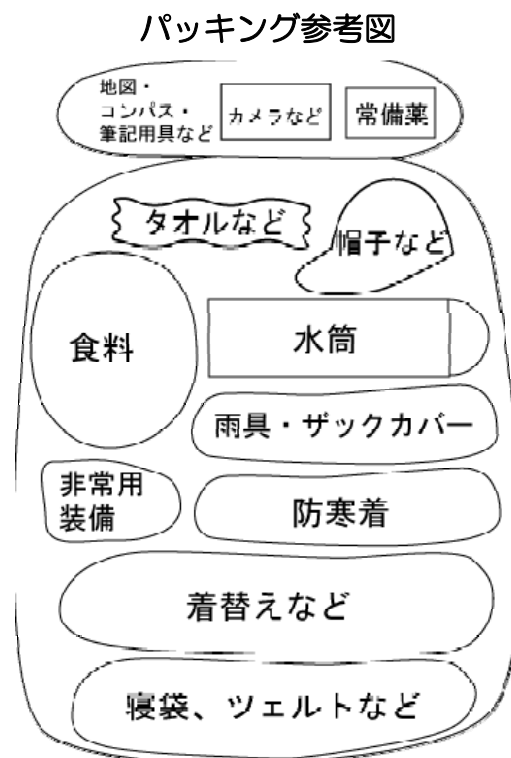 パッキング参考図
地図・
コンパス・
筆記用具など
カメラなど
常備薬
タオルなど
帽子など
食料
水筒
雨具・ザックカバー
非常用
装備
防寒着
着替えなど
寝袋、ツェルトなど